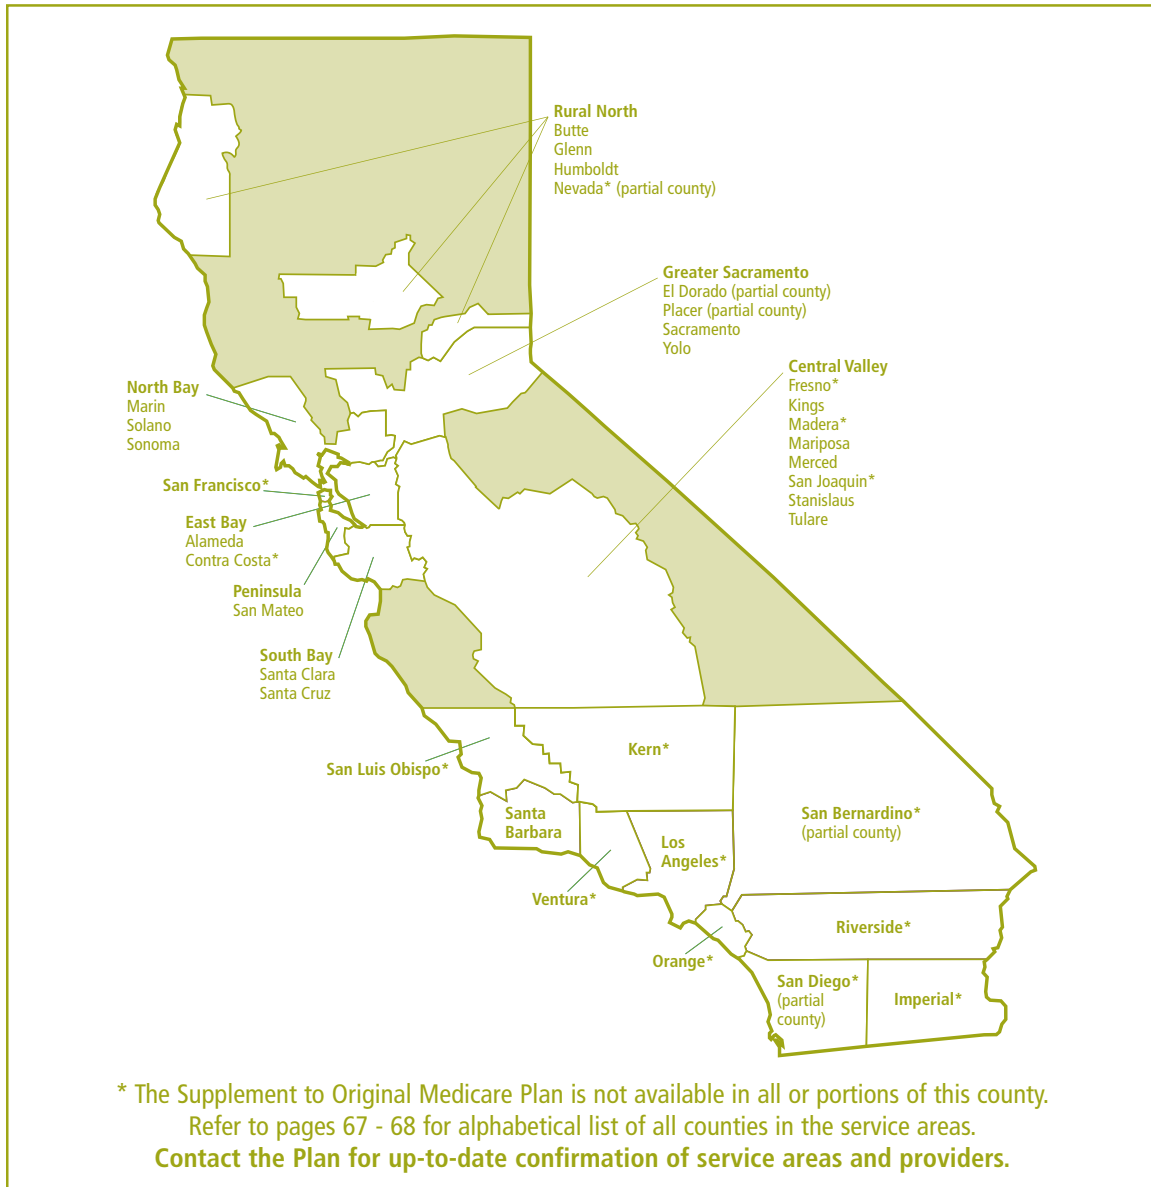 Rural North
Butte
Glenn
Humboldt
Nevada* (partial county)
Greater Sacramento
El Dorado (partial county)
Placer (partial county)
Sacramento
Yolo
Central Valley
Fresno*
Kings
Madera*
Mariposa
Merced
San Joaquin*
Stanislaus
Tulare
North Bay
Marin
Solano
Sonoma
San Francisco*
East Bay
Alameda
Contra Costa*
Peninsula
San Mateo
South Bay
Santa Clara
Santa Cruz
San Luis Obispo*
Kern*
Santa
Barbara
Los
Angeles*
San Bernardino*
(partial county)
Ventura*
Riverside*
Orange*
San Diego*
(partial
county)
Imperial*
* The Supplement to Original Medicare Plan is not available in all or portions of this county.
Refer to pages 67 - 68 for alphabetical list of all counties in the service areas.
Contact the Plan for up-to-date confirmation of service areas and providers.